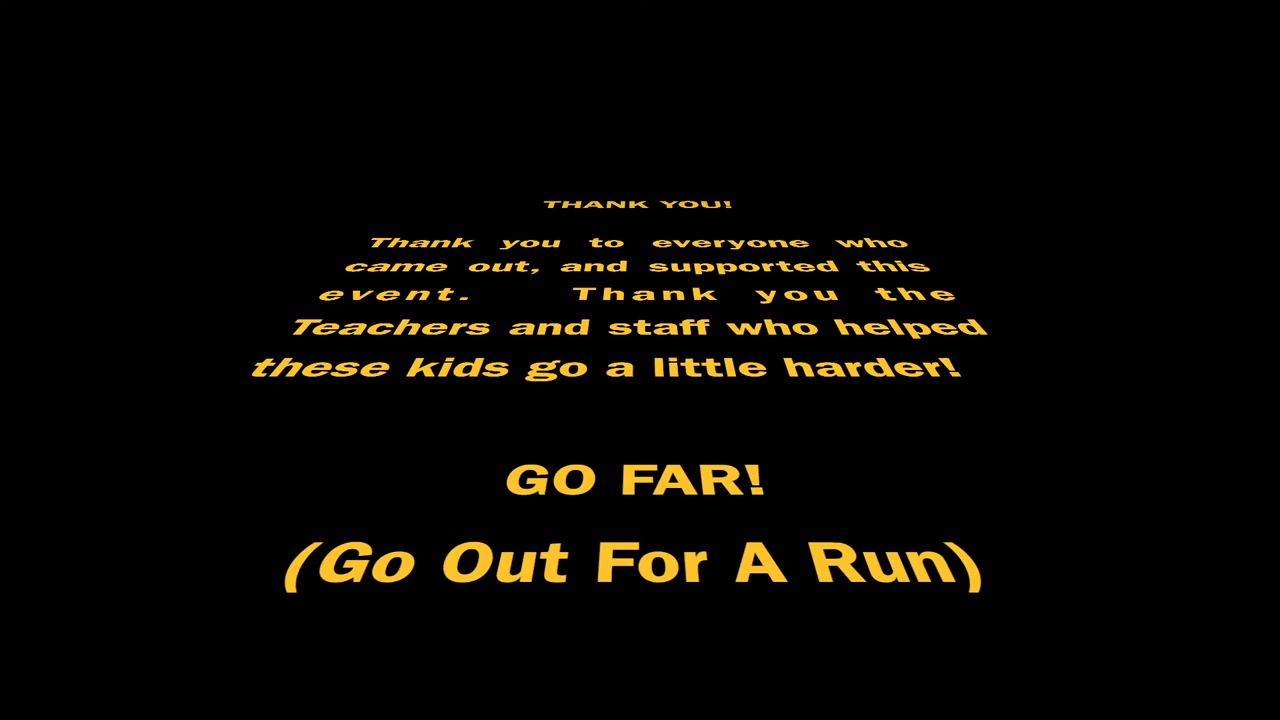 THANK YOU!
Thank you to everyone who
came out, and supported this
event. Thank you the
Teachers and staff who helped
these kids go a little harder!
GO FAR!
(Go Out For A Run)